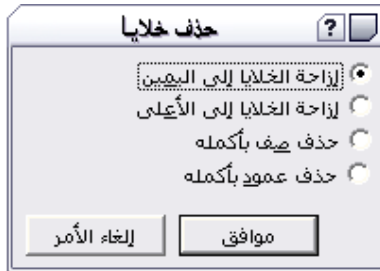 حذف خلايا
إزاحة الخلايا إلى اليمين
إزاحة الخلايا إلى الأعلى
حذف صف بأكمله
حذف عمود بأكمله
موافق
إلغاء الأمر